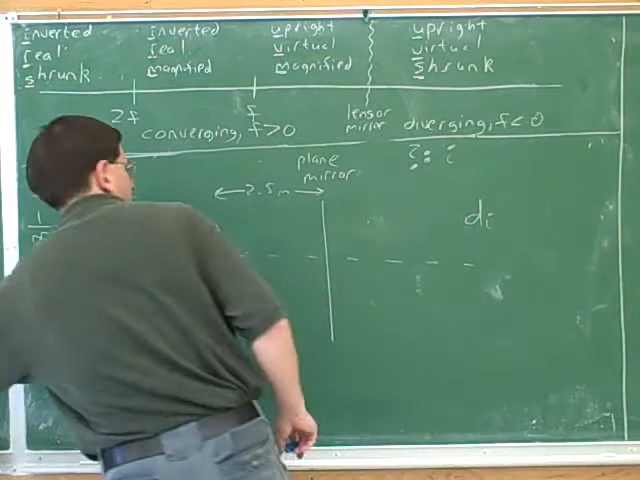 inverted inverted upright upright
real real virtual virtual
shrunk magnified magnified shrunk
2f f lens or mirror
converging, f>0 diverging, f<0
plane mirror
2.5m
di